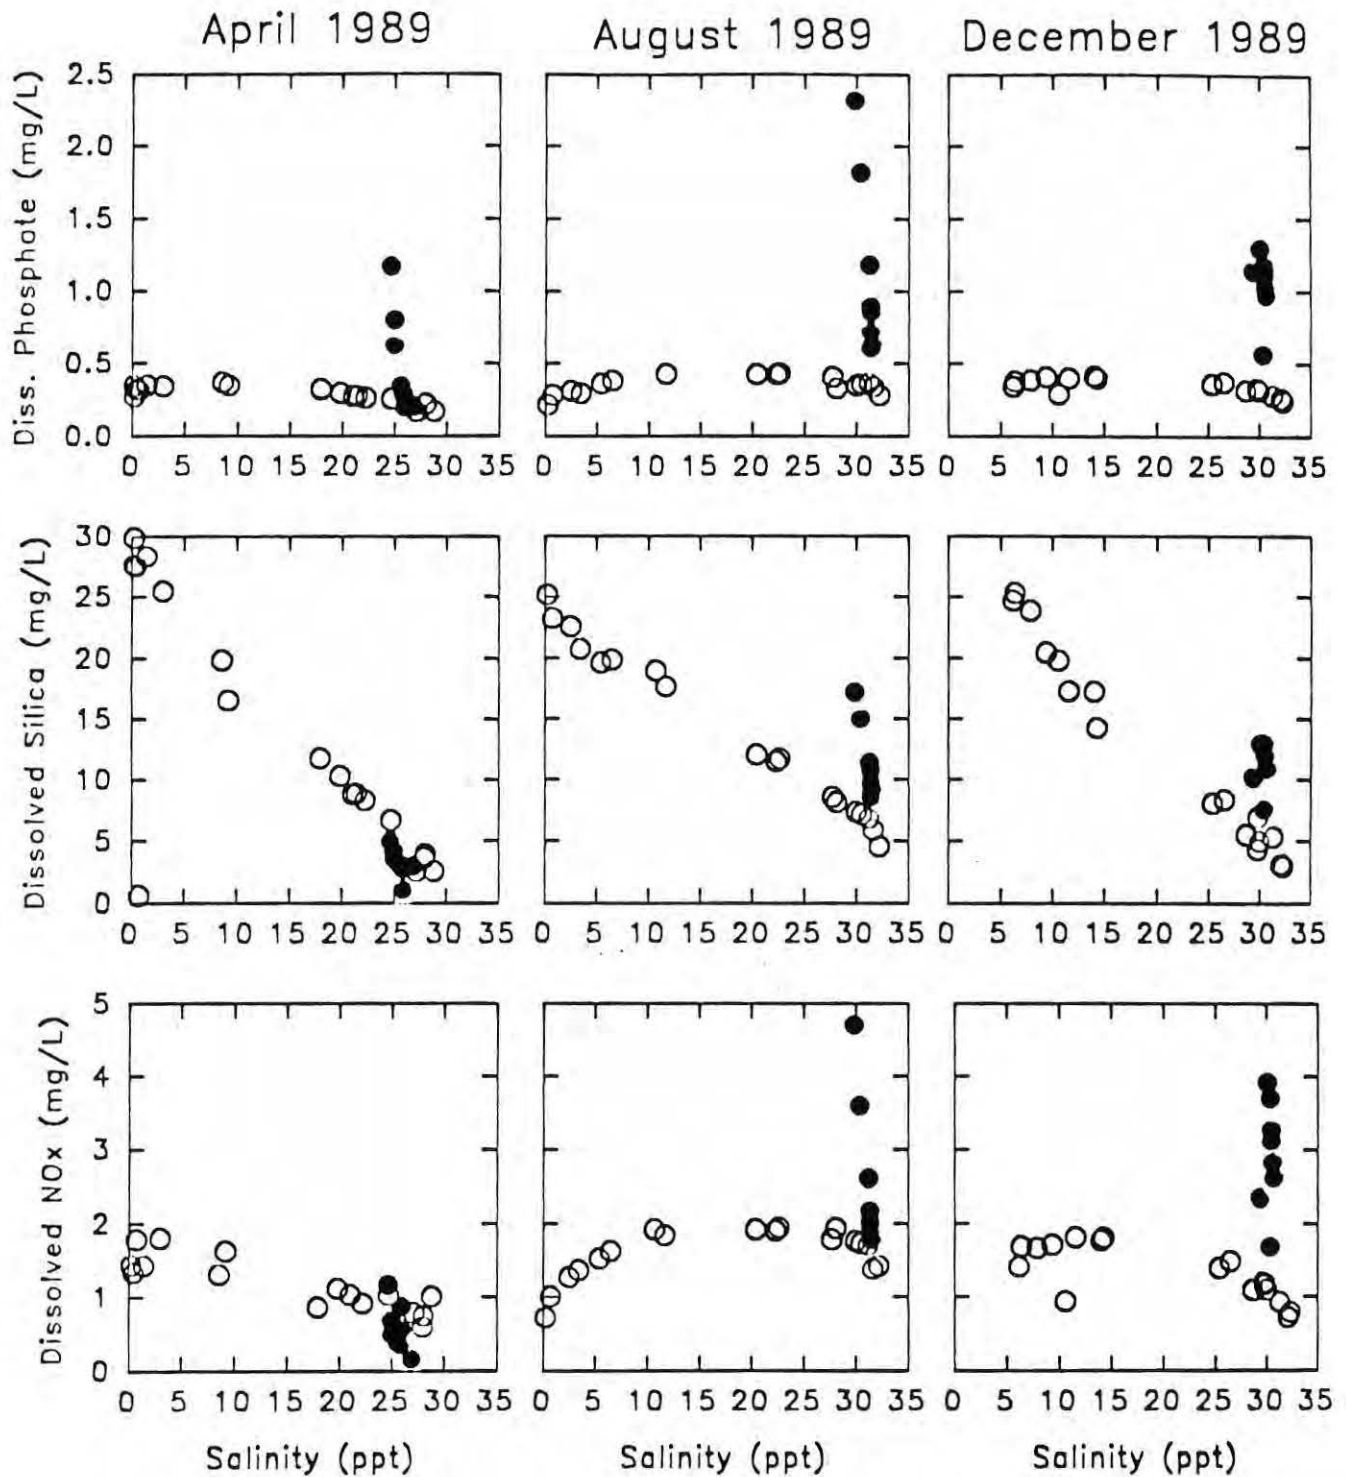 April 1989
August 1989
December 1989
Diss. Phosphate (mg/L)
2.5
2.0
1.5
1.0
0.5
0.0
0 5 10 15 20 25 30 35
0 5 10 15 20 25 30 35
0 5 10 15 20 25 30 35
Dissolved Silica (mg/L)
30
25
20
15
10
5
0
0 5 10 15 20 25 30 35
0 5 10 15 20 25 30 35
0 5 10 15 20 25 30 35
Dissolved NOx (mg/L)
5
4
3
2
1
0
0 5 10 15 20 25 30 35
0 5 10 15 20 25 30 35
0 5 10 15 20 25 30 35
Salinity (ppt)
Salinity (ppt)
Salinity (ppt)